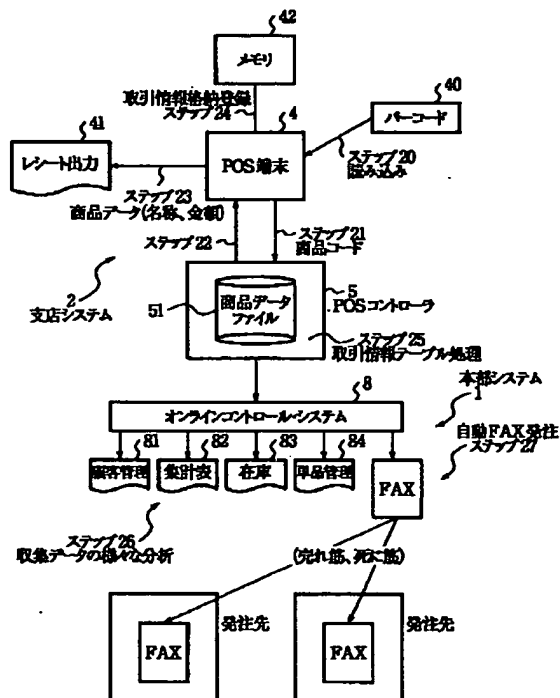 42
メモリ
取引情報格納登録
ステップ24
40
バーコード
4
POS端末
41
レシート出力
ステップ20
読み込み
ステップ23
商品データ(名称、金額)
ステップ22
ステップ21
商品コード
2
支店システム
51
商品データ
ファイル
5
POSコントローラ
ステップ25
取引情報テーブル処理
8
オンラインコントロール・システム
本部システム
1
81
顧客管理
82
集計表
83
在庫
84
単品管理
FAX
自動FAX発注
ステップ27
ステップ26
収集データの様々な分析
(売れ筋、死に筋)
発注先
FAX
発注先
FAX